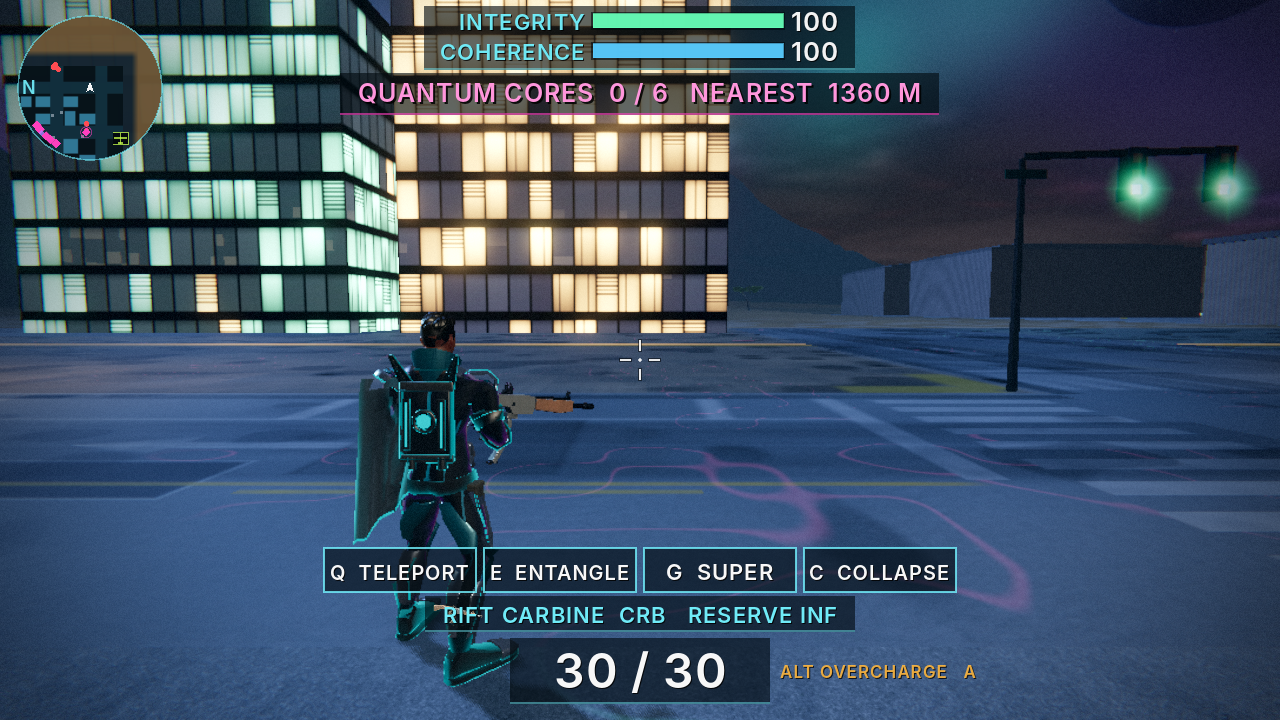 INTEGRITY 100
COHERENCE 100
QUANTUM CORES 0 / 6 NEAREST 1360 M
N
Q TELEPORT
E ENTANGLE
G SUPER
C COLLAPSE
RIFT CARBINE CRB RESERVE INF
30 / 30
ALT OVERCHARGE A